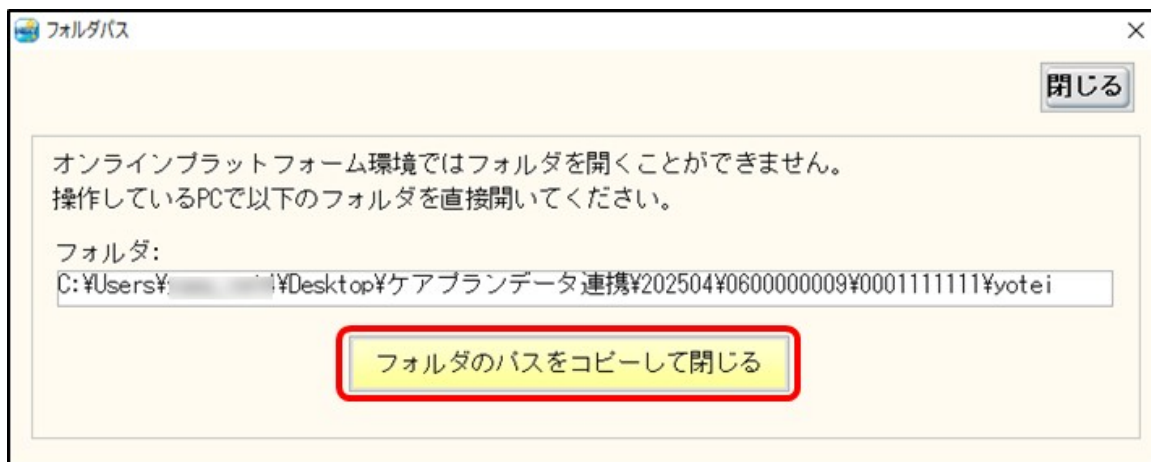 フォルダパス
閉じる
オンラインプラットフォーム環境ではフォルダを開くことができません。
操作しているPCで以下のフォルダを直接開いてください。
フォルダ:
C:¥Users¥ ¥Desktop¥ケアプランデータ連携¥202504¥0600000009¥0001111111¥yotei
フォルダのパスをコピーして閉じる